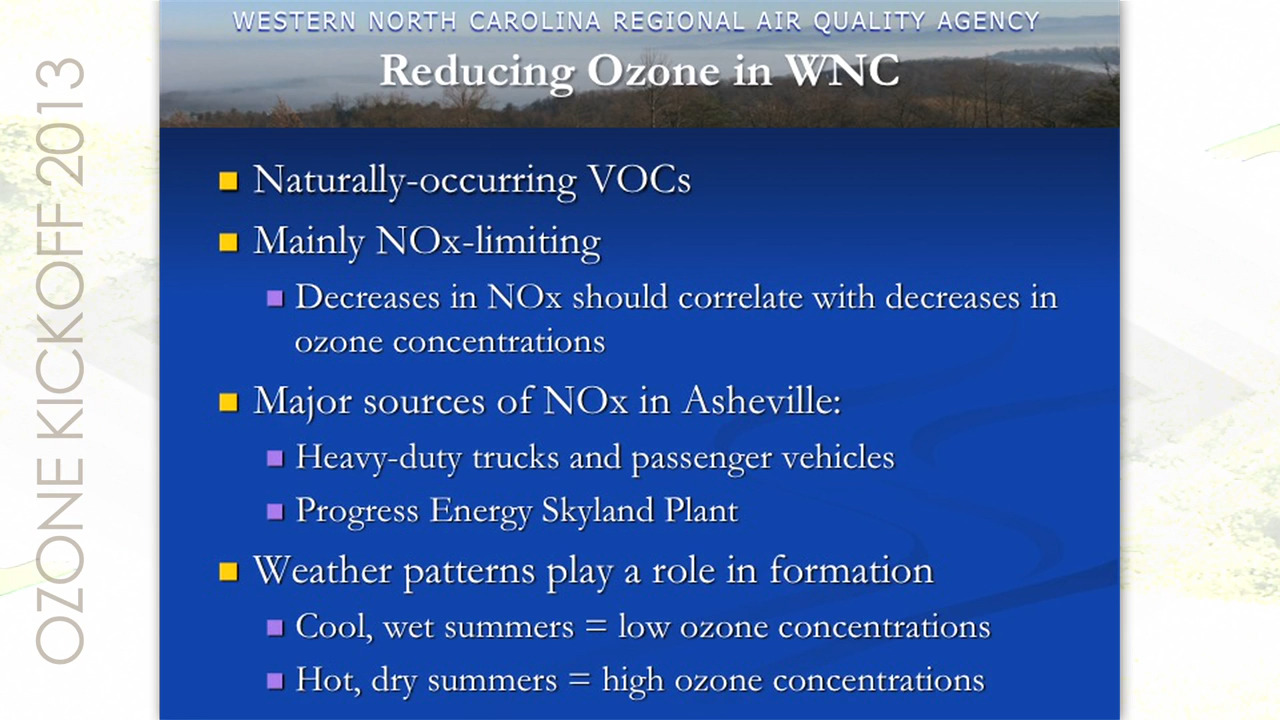 WESTERN NORTH CAROLINA REGIONAL AIR QUALITY AGENCY
Reducing Ozone in WNC
OZONE KICKOFF 2013
Naturally-occurring VOCs
Mainly NOx-limiting
Decreases in NOx should correlate with decreases in
ozone concentrations
Major sources of NOx in Asheville:
Heavy-duty trucks and passenger vehicles
Progress Energy Skyland Plant
Weather patterns play a role in formation
Cool, wet summers = low ozone concentrations
Hot, dry summers = high ozone concentrations